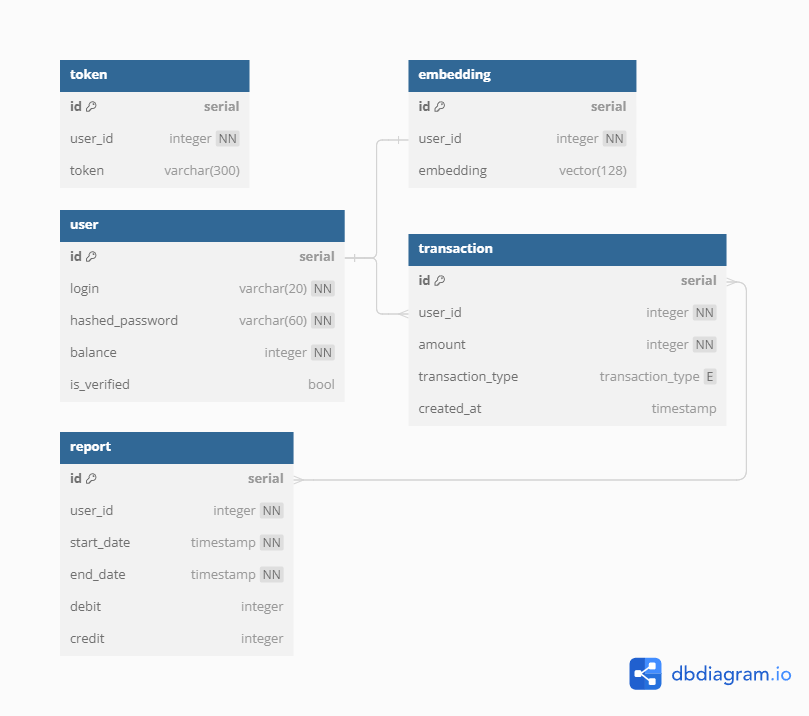 token
id serial
user_id integer NN
token varchar(300)
embedding
id serial
user_id integer NN
embedding vector(128)
user
id serial
login varchar(20) NN
hashed_password varchar(60) NN
balance integer NN
is_verified bool
transaction
id serial
user_id integer NN
amount integer NN
transaction_type transaction_type E
created_at timestamp
report
id serial
user_id integer NN
start_date timestamp NN
end_date timestamp NN
debit integer
credit integer
dbdiagram.io